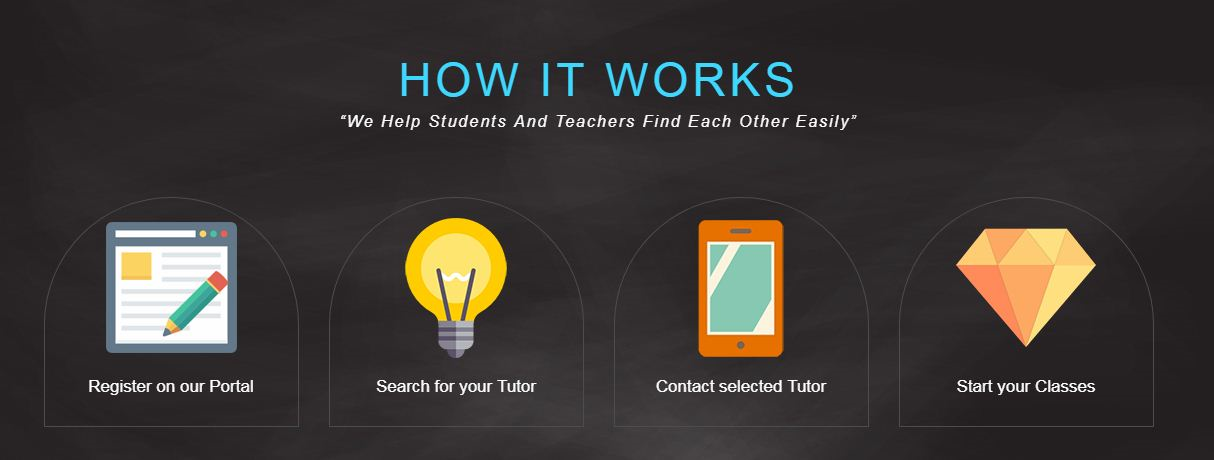 HOW IT WORKS
“We Help Students And Teachers Find Each Other Easily”
Register on our Portal
Search for your Tutor
Contact selected Tutor
Start your Classes